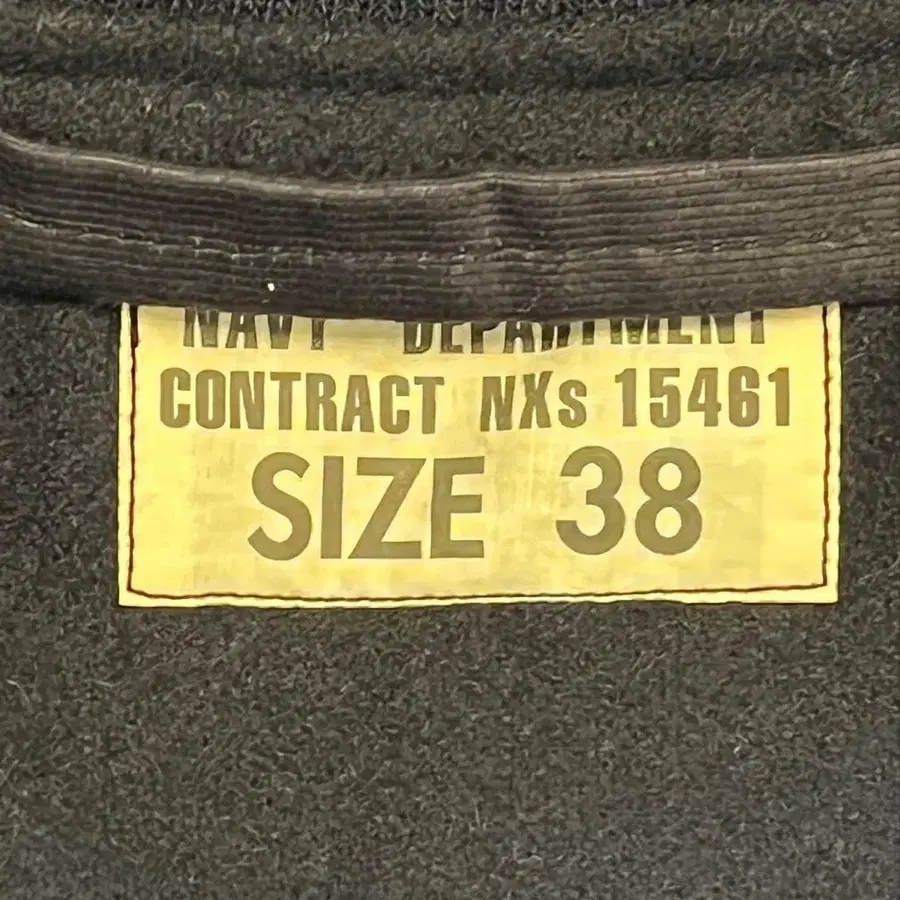 NAVY DEPARTMENT
CONTRACT NXs 15461
SIZE 38